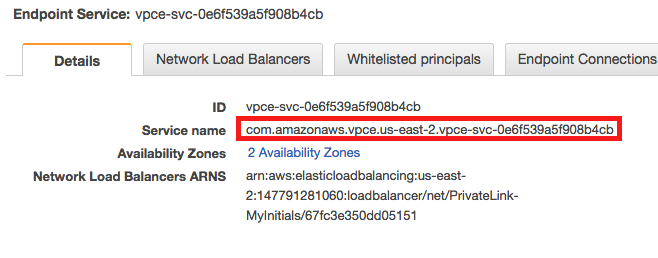 Endpoint Service: vpce-svc-0e6f539a5f908b4cb
Details
Network Load Balancers
Whitelisted principals
Endpoint Connections
ID vpce-svc-0e6f539a5f908b4cb
Service name com.amazonaws.vpce.us-east-2.vpce-svc-0e6f539a5f908b4cb
Availability Zones 2 Availability Zones
Network Load Balancers ARNS arn:aws:elasticloadbalancing:us-east-
2:147791281060:loadbalancer/net/PrivateLink-
MyInitials/67fc3e350dd05151